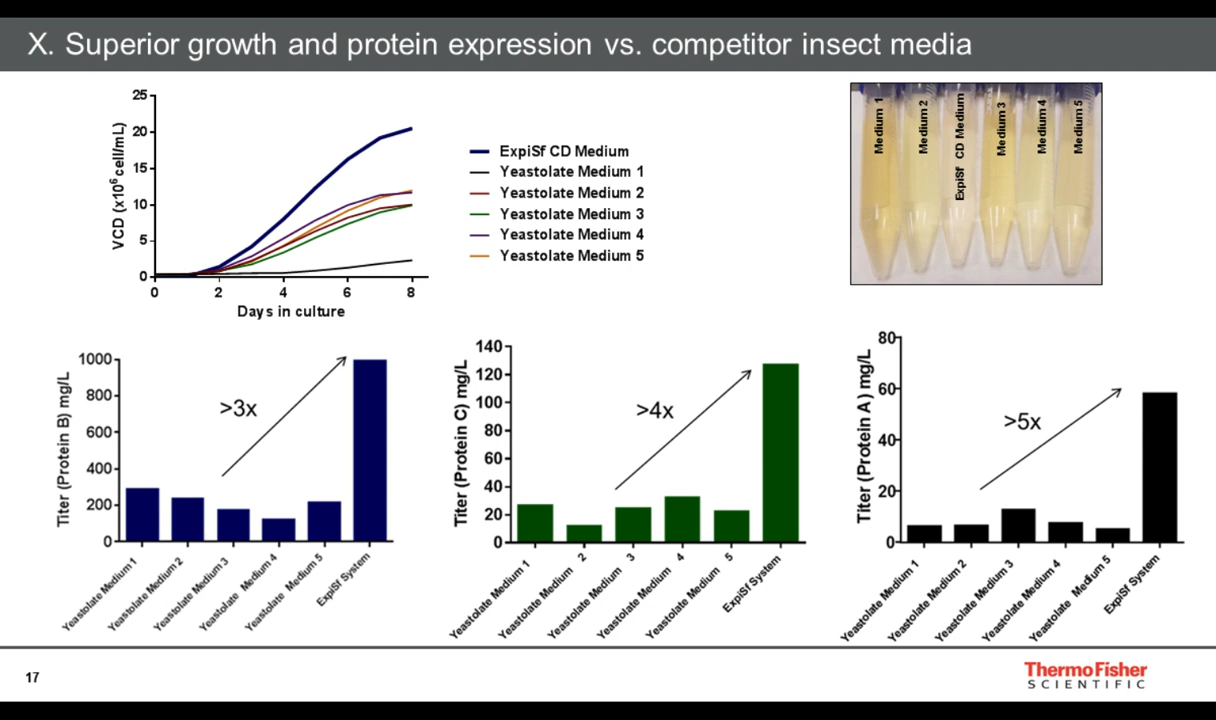 X. Superior growth and protein expression vs. competitor insect media
25
20
15
10
5
0
VCD (x10⁶ cell/mL)
0 2 4 6 8
Days in culture
ExpiSf CD Medium
Yeastolate Medium 1
Yeastolate Medium 2
Yeastolate Medium 3
Yeastolate Medium 4
Yeastolate Medium 5
Medium 1
Medium 2
ExpiSf CD Medium
Medium 3
Medium 4
Medium 5
1000
800
600
400
200
0
Titer (Protein B) mg/L
>3x
Yeastolate Medium 1
Yeastolate Medium 2
Yeastolate Medium 3
Yeastolate Medium 4
Yeastolate Medium 5
ExpiSf System
140
120
100
80
60
40
20
0
Titer (Protein C) mg/L
>4x
Yeastolate Medium 1
Yeastolate Medium 2
Yeastolate Medium 3
Yeastolate Medium 4
Yeastolate Medium 5
ExpiSf System
80
60
40
20
0
Titer (Protein A) mg/L
>5x
Yeastolate Medium 1
Yeastolate Medium 2
Yeastolate Medium 3
Yeastolate Medium 4
Yeastolate Medium 5
ExpiSf System
17
ThermoFisher
SCIENTIFIC